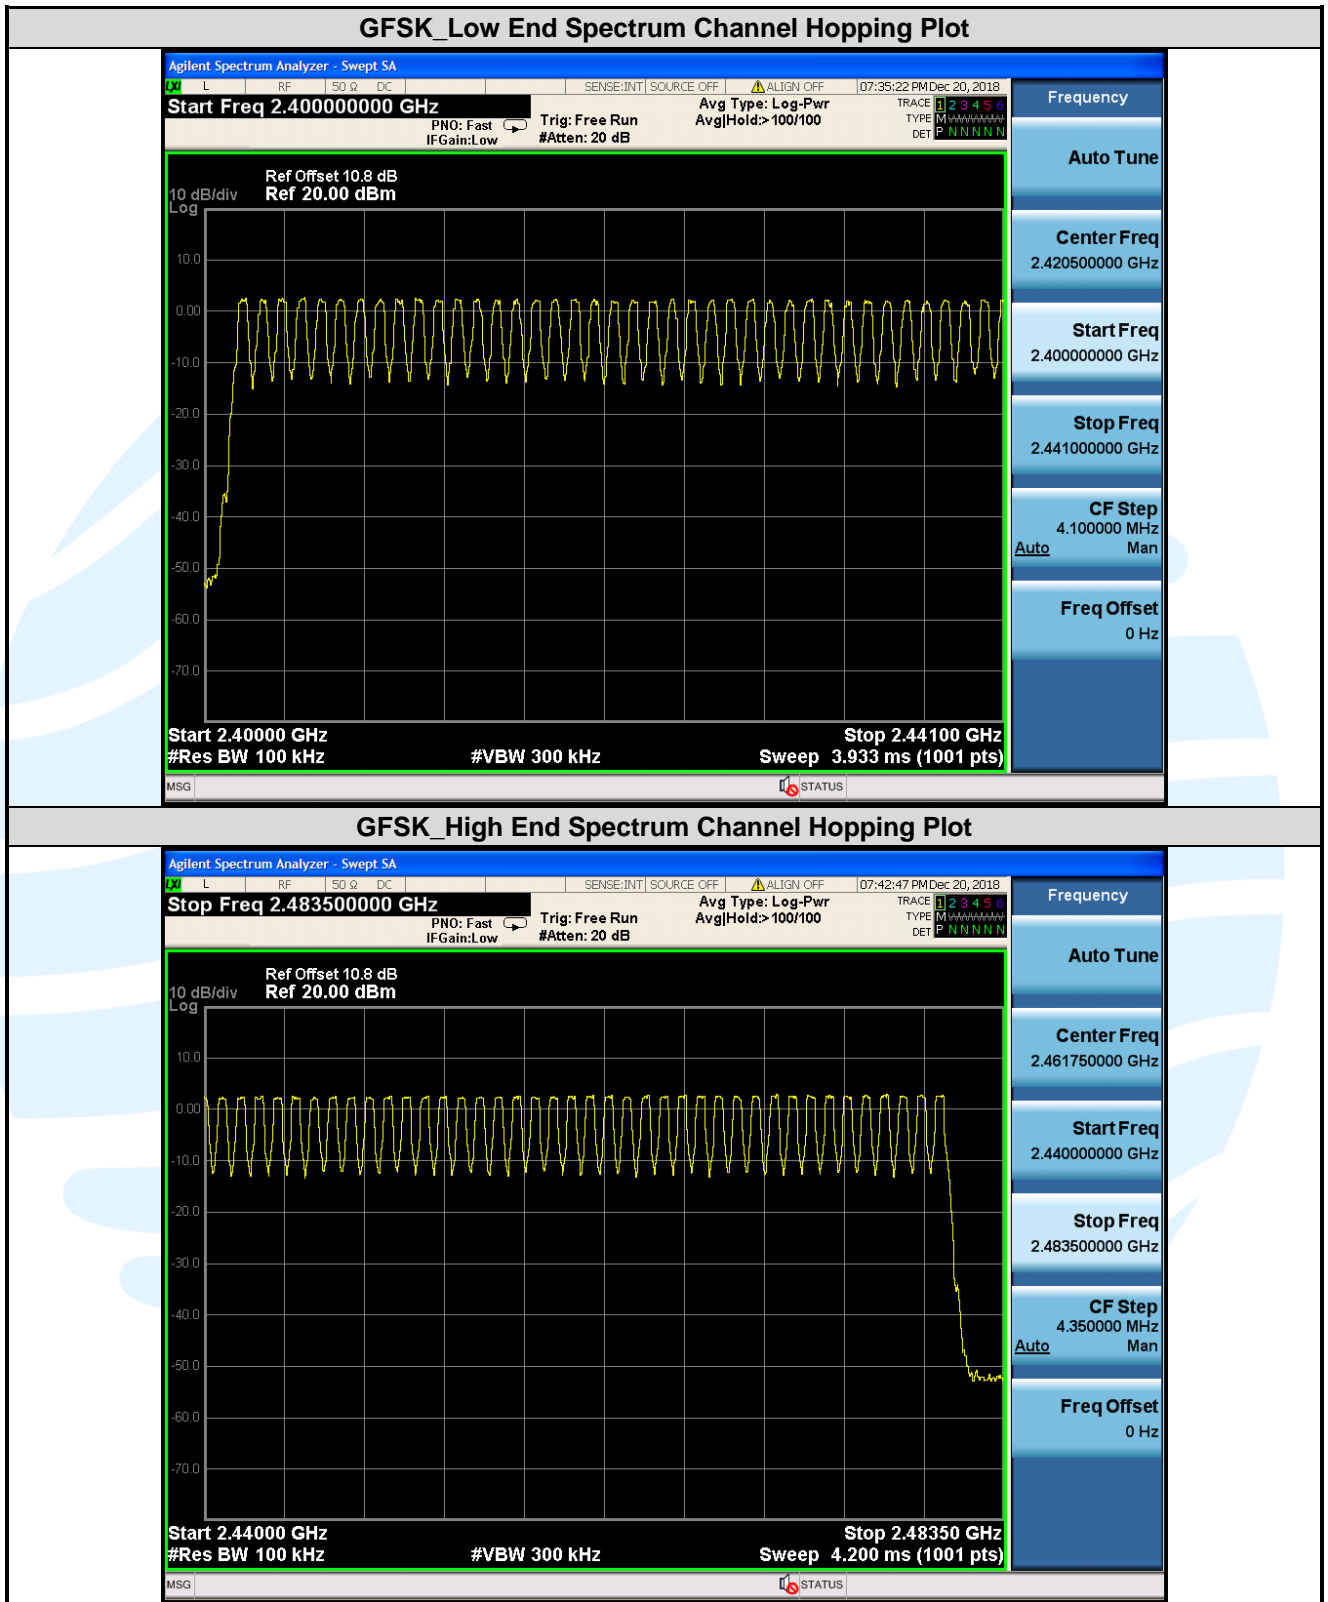 GFSK_Low End Spectrum Channel Hopping Plot
Agilent Spectrum Analyzer - Swept SA
LXI L RF 50 Ω DC SENSE:INT SOURCE OFF ALIGN OFF 07:35:22 PM Dec 20, 2018
Start Freq 2.400000000 GHz
PNO: Fast
IFGain:Low
Trig: Free Run
#Atten: 20 dB
Avg Type: Log-Pwr
Avg|Hold:> 100/100
TRACE 1 2 3 4 5 6
TYPE M
DET P N N N N N
Ref Offset 10.8 dB
10 dB/div Ref 20.00 dBm
Log
10.0
0.00
-10.0
-20.0
-30.0
-40.0
-50.0
-60.0
-70.0
Start 2.40000 GHz Stop 2.44100 GHz
#Res BW 100 kHz #VBW 300 kHz Sweep 3.933 ms (1001 pts)
MSG STATUS
Frequency
Auto Tune
Center Freq
2.420500000 GHz
Start Freq
2.400000000 GHz
Stop Freq
2.441000000 GHz
CF Step
4.100000 MHz
Auto Man
Freq Offset
0 Hz
GFSK_High End Spectrum Channel Hopping Plot
Agilent Spectrum Analyzer - Swept SA
LXI L RF 50 Ω DC SENSE:INT SOURCE OFF ALIGN OFF 07:42:47 PM Dec 20, 2018
Stop Freq 2.483500000 GHz
PNO: Fast
IFGain:Low
Trig: Free Run
#Atten: 20 dB
Avg Type: Log-Pwr
Avg|Hold:> 100/100
TRACE 1 2 3 4 5 6
TYPE M
DET P N N N N N
Ref Offset 10.8 dB
10 dB/div Ref 20.00 dBm
Log
10.0
0.00
-10.0
-20.0
-30.0
-40.0
-50.0
-60.0
-70.0
Start 2.44000 GHz Stop 2.48350 GHz
#Res BW 100 kHz #VBW 300 kHz Sweep 4.200 ms (1001 pts)
MSG STATUS
Frequency
Auto Tune
Center Freq
2.461750000 GHz
Start Freq
2.440000000 GHz
Stop Freq
2.483500000 GHz
CF Step
4.350000 MHz
Auto Man
Freq Offset
0 Hz